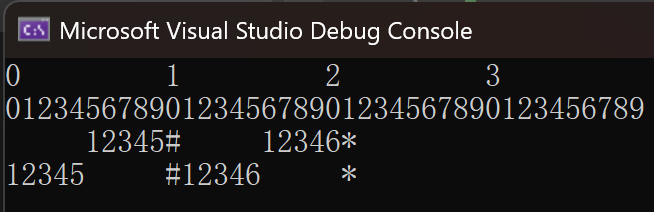 C:\
Microsoft Visual Studio Debug Console
0         1         2         3
0123456789012345678901234567890123456789
     12345#     12346*
12345     #12346     *